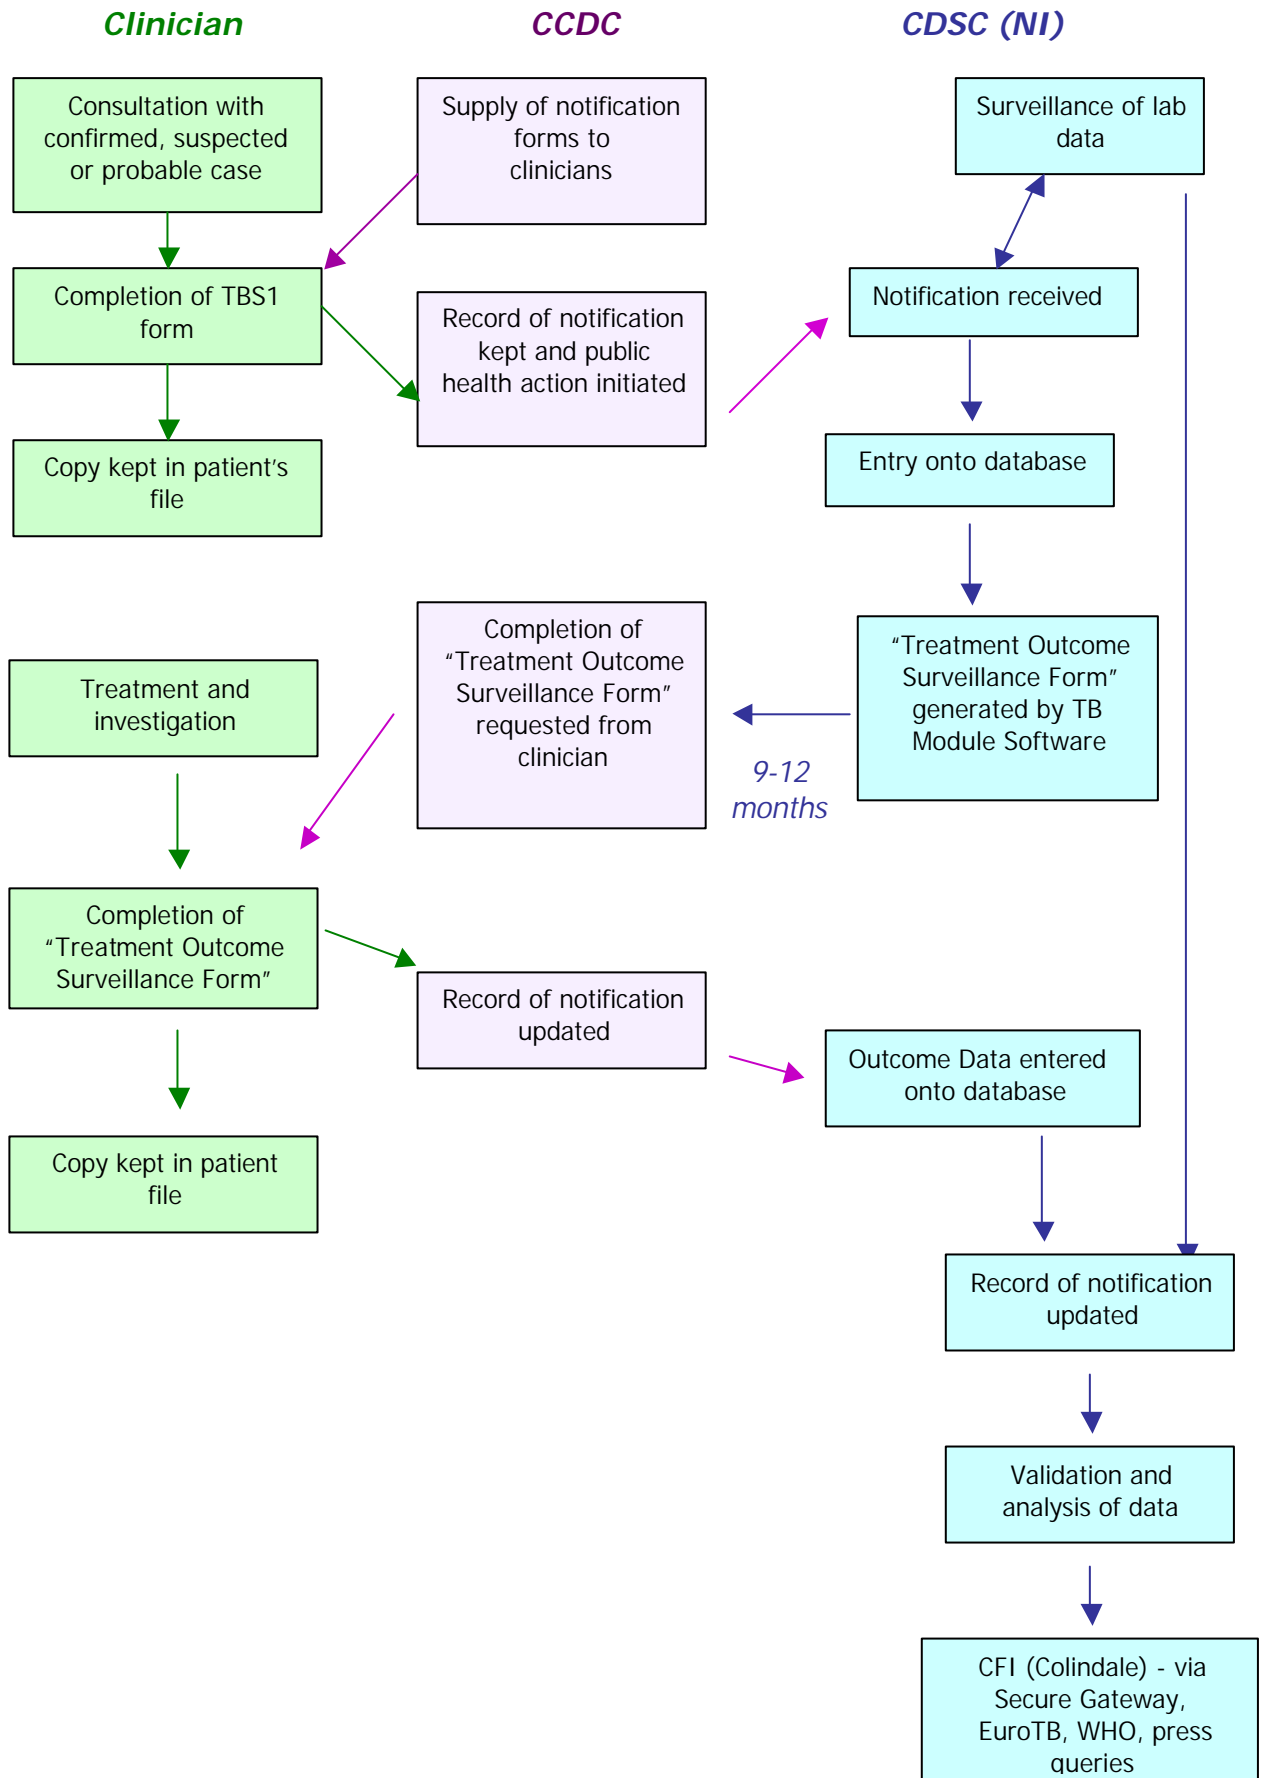 Clinician
CCDC
CDSC (NI)
Consultation with
confirmed, suspected
or probable case
Supply of notification
forms to
clinicians
Surveillance of lab
data
Completion of TBS1
form
Record of notification
kept and public
health action initiated
Notification received
Copy kept in patient's
file
Entry onto database
Treatment and
investigation
Completion of
"Treatment Outcome
Surveillance Form"
requested from
clinician
9-12
months
"Treatment Outcome
Surveillance Form"
generated by TB
Module Software
Completion of
"Treatment Outcome
Surveillance Form"
Record of notification
updated
Outcome Data entered
onto database
Copy kept in patient
file
Record of notification
updated
Validation and
analysis of data
CFI (Colindale) - via
Secure Gateway,
EuroTB, WHO, press
queries